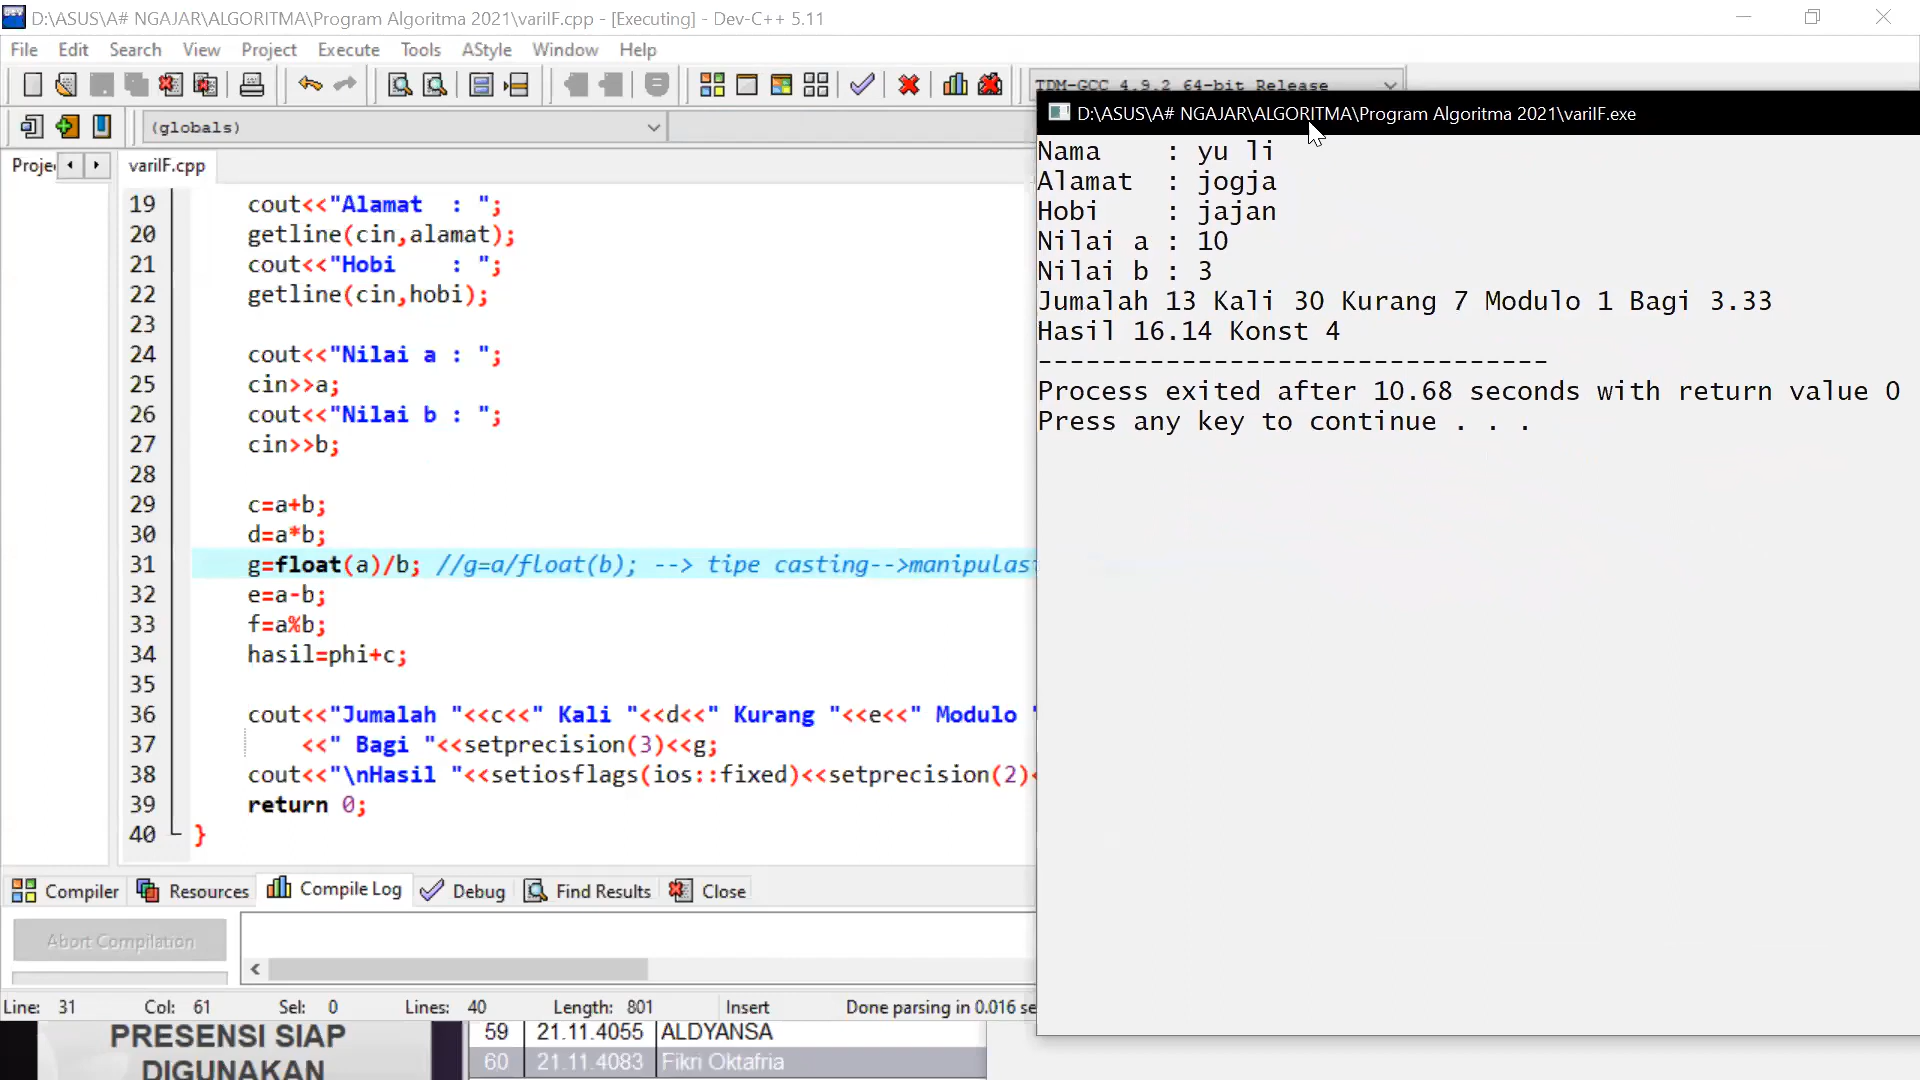 D:\ASUS\A# NGAJAR\ALGORITMA\Program Algoritma 2021\varilF.cpp - [Executing] - Dev-C++ 5.11
File Edit Search View Project Execute Tools AStyle Window Help
TDM-GCC 4.9.2 64-bit Release
(globals)
Proje varilF.cpp
19 cout<<"Alamat  : ";
20 getline(cin,alamat);
21 cout<<"Hobi    : ";
22 getline(cin,hobi);
23
24 cout<<"Nilai a : ";
25 cin>>a;
26 cout<<"Nilai b : ";
27 cin>>b;
28
29 c=a+b;
30 d=a*b;
31 g=float(a)/b; //g=a/float(b); --> tipe casting-->manipulas
32 e=a-b;
33 f=a%b;
34 hasil=phi+c;
35
36 cout<<"Jumalah "<<c<<" Kali "<<d<<" Kurang "<<e<<" Modulo "
37 <<" Bagi "<<setprecision(3)<<g;
38 cout<<"\nHasil "<<setiosflags(ios::fixed)<<setprecision(2)<
39 return 0;
40 }
D:\ASUS\A# NGAJAR\ALGORITMA\Program Algoritma 2021\varilF.exe
Nama    : yu li
Alamat  : jogja
Hobi    : jajan
Nilai a : 10
Nilai b : 3
Jumalah 13 Kali 30 Kurang 7 Modulo 1 Bagi 3.33
Hasil 16.14 Konst 4
--------------------------------
Process exited after 10.68 seconds with return value 0
Press any key to continue . . .
Compiler Resources Compile Log Debug Find Results Close
Abort Compilation
Line: 31 Col: 61 Sel: 0 Lines: 40 Length: 801 Insert Done parsing in 0.016 se
PRESENSI SIAP
DIGUNAKAN
59 21.11.4055 ALDYANSA
60 21.11.4083 Fikri Oktafria